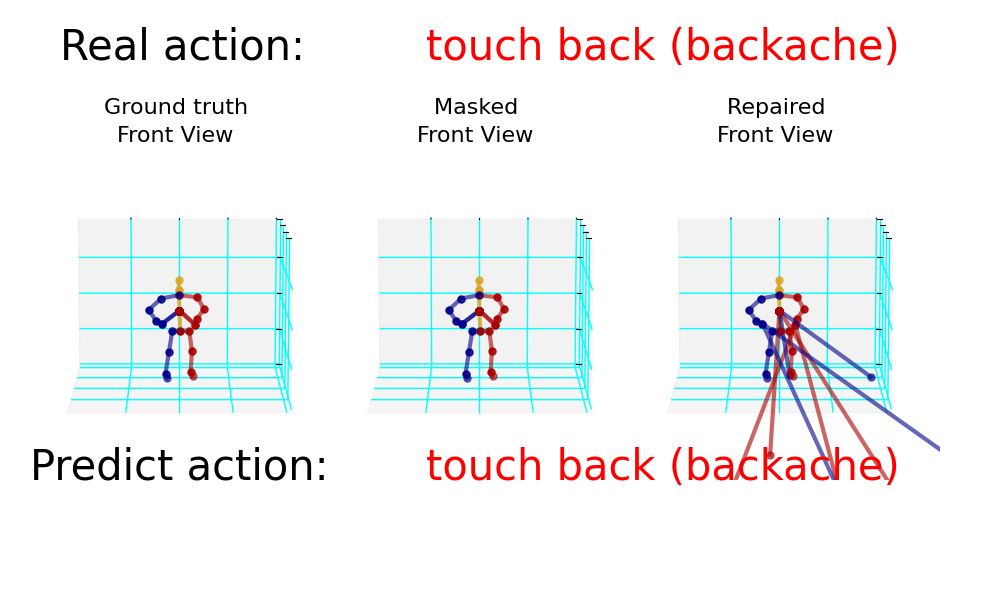 Real action: touch back (backache)
Ground truth Masked Repaired
Front View Front View Front View
Predict action: touch back (backache)